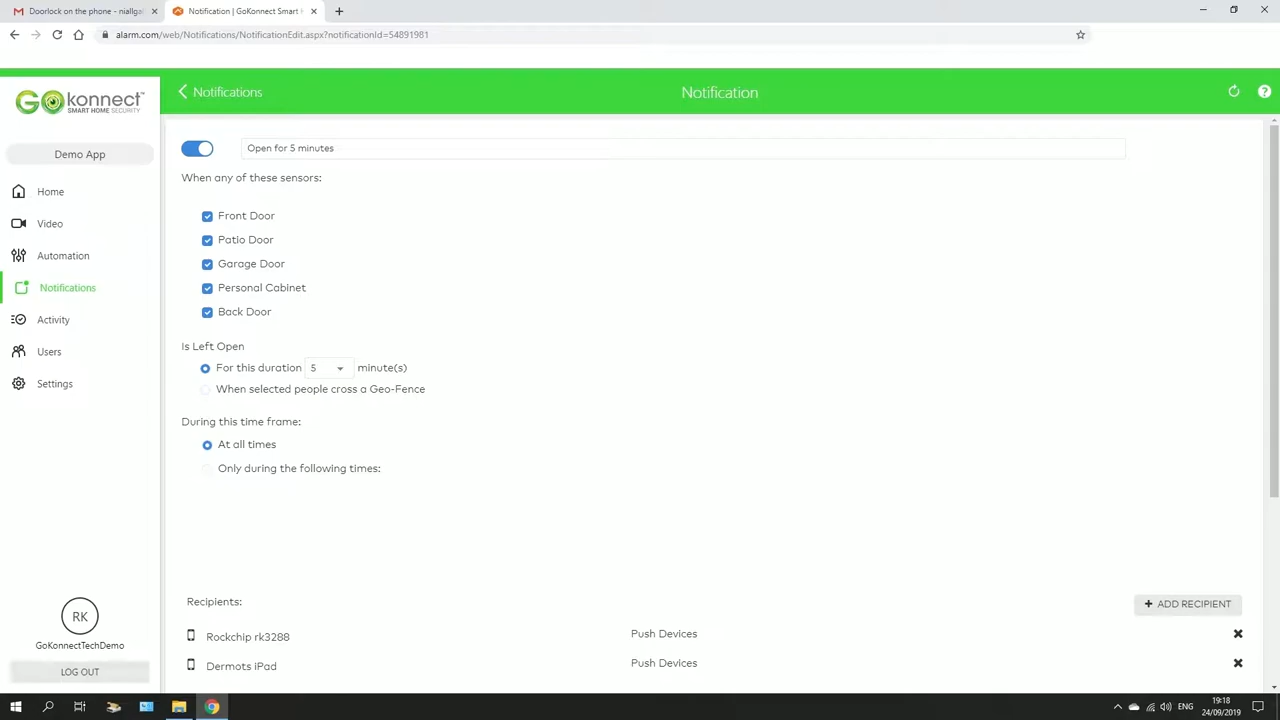 Doorlock on the phone - niallga
Notification | GoKonnect Smart H
alarm.com/web/Notifications/NotificationEdit.aspx?notificationId=54891981
GOkonnect™
SMART HOME SECURITY
Notifications
Notification
Demo App
Home
Video
Automation
Notifications
Activity
Users
Settings
RK
GoKonnectTechDemo
LOG OUT
Open for 5 minutes
When any of these sensors:
Front Door
Patio Door
Garage Door
Personal Cabinet
Back Door
Is Left Open
For this duration 5 minute(s)
When selected people cross a Geo-Fence
During this time frame:
At all times
Only during the following times:
Recipients:
+ ADD RECIPIENT
Rockchip rk3288 Push Devices
Dermots iPad Push Devices
ENG
19:18
24/09/2019